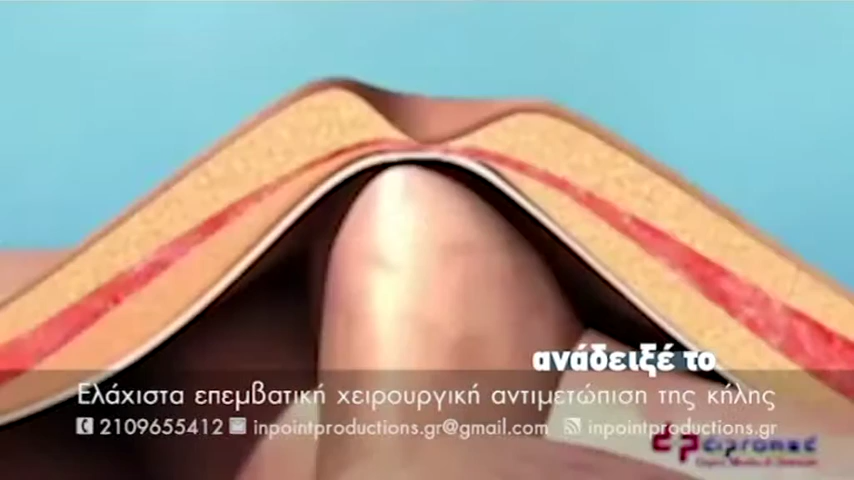 ανάδειξέ το
Ελάχιστα επεμβατική χειρουργική αντιμετώπιση της κήλης
2109655412 inpointproductions.gr@gmail.com inpointproductions.gr